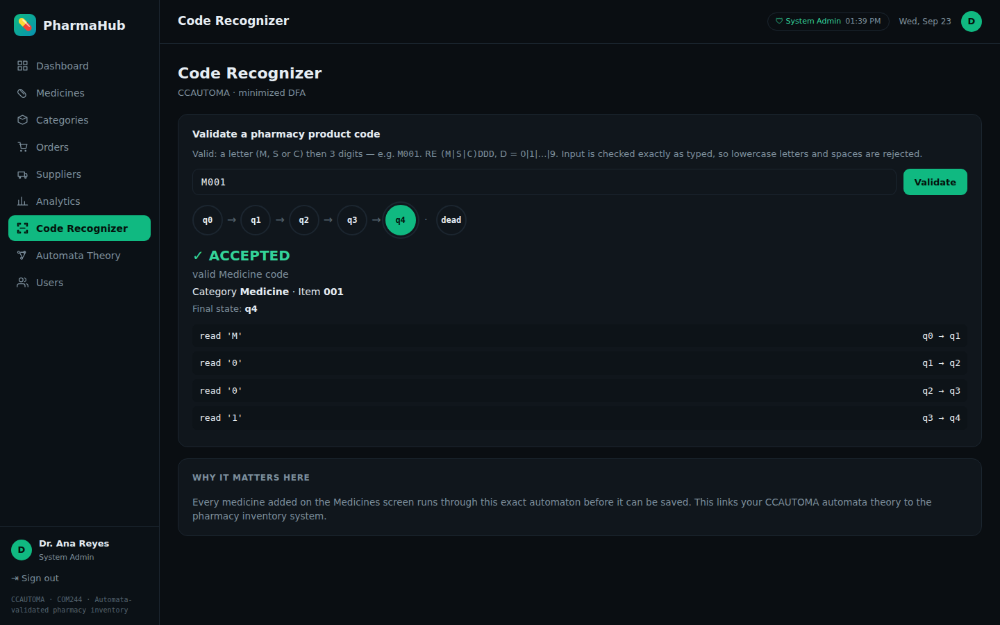 PharmaHub
Dashboard
Medicines
Categories
Orders
Suppliers
Analytics
Code Recognizer
Automata Theory
Users
D
Dr. Ana Reyes
System Admin
⇥ Sign out
CCAUTOMA · COM244 · Automata-
validated pharmacy inventory
Code Recognizer
System Admin 01:39 PM
Wed, Sep 23
D
Code Recognizer
CCAUTOMA · minimized DFA
Validate a pharmacy product code
Valid: a letter (M, S or C) then 3 digits — e.g. M001. RE (M|S|C)DDD, D = 0|1|...|9. Input is checked exactly as typed, so lowercase letters and spaces are rejected.
M001
Validate
q0 → q1 → q2 → q3 → q4 · dead
✓ ACCEPTED
valid Medicine code
Category Medicine · Item 001
Final state: q4
read 'M' q0 → q1
read '0' q1 → q2
read '0' q2 → q3
read '1' q3 → q4
WHY IT MATTERS HERE
Every medicine added on the Medicines screen runs through this exact automaton before it can be saved. This links your CCAUTOMA automata theory to the
pharmacy inventory system.